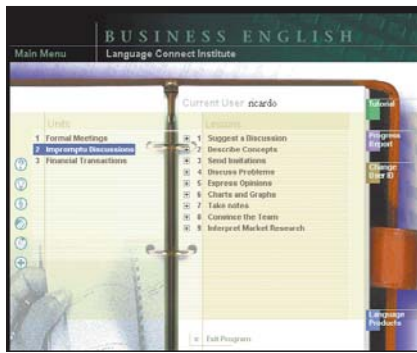 BUSINESS ENGLISH
Main Menu
Language Connect Institute
Current User ricardo
Units
1 Formal Meetings
2 Impromptu Discussions
3 Financial Transactions
Lessons
1 Suggest a Discussion
2 Describe Concepts
3 Send Invitations
4 Discuss Problems
5 Express Opinions
6 Charts and Graphs
7 Take notes
8 Convince the Team
9 Interpret Market Research
Exit Program
Tutorial
Progress
Report
Change
User ID
Language
Products